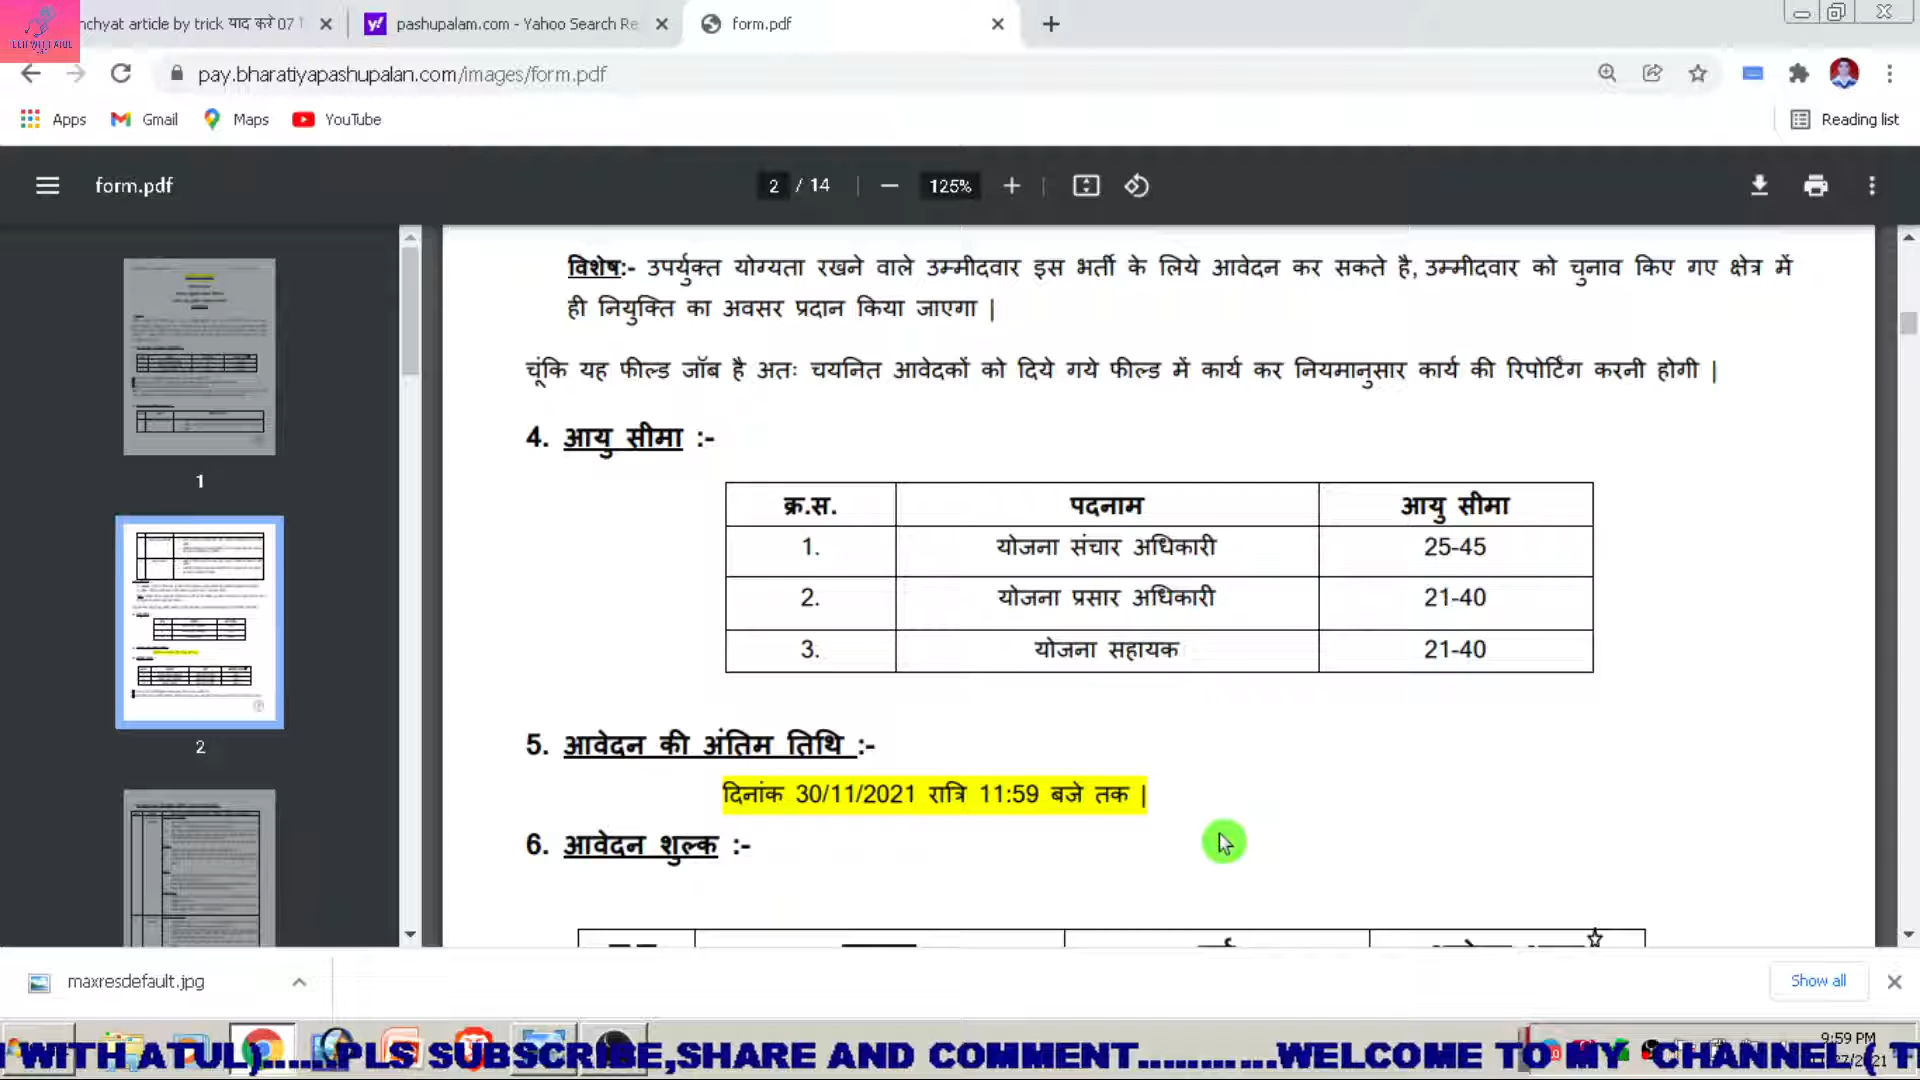 nchyat article by trick याद करे 07
pashupalam.com - Yahoo Search Re
form.pdf
pay.bharatiyapashupalan.com/images/form.pdf
Apps Gmail Maps YouTube Reading list
form.pdf 2 / 14 125%
विशेष:- उपर्युक्त योग्यता रखने वाले उम्मीदवार इस भर्ती के लिये आवेदन कर सकते है, उम्मीदवार को चुनाव किए गए क्षेत्र में
ही नियुक्ति का अवसर प्रदान किया जाएगा |
चूंकि यह फील्ड जॉब है अतः चयनित आवेदकों को दिये गये फील्ड में कार्य कर नियमानुसार कार्य की रिपोर्टिंग करनी होगी |
4. आयु सीमा :-
क्र.स. पदनाम आयु सीमा
1. योजना संचार अधिकारी 25-45
2. योजना प्रसार अधिकारी 21-40
3. योजना सहायक 21-40
5. आवेदन की अंतिम तिथि :-
दिनांक 30/11/2021 रात्रि 11:59 बजे तक |
6. आवेदन शुल्क :-
1
2
maxresdefault.jpg
Show all
9:59 PM
WITH ATUL).....PLS SUBSCRIBE,SHARE AND COMMENT...........WELCOME TO MY CHANNEL ( T